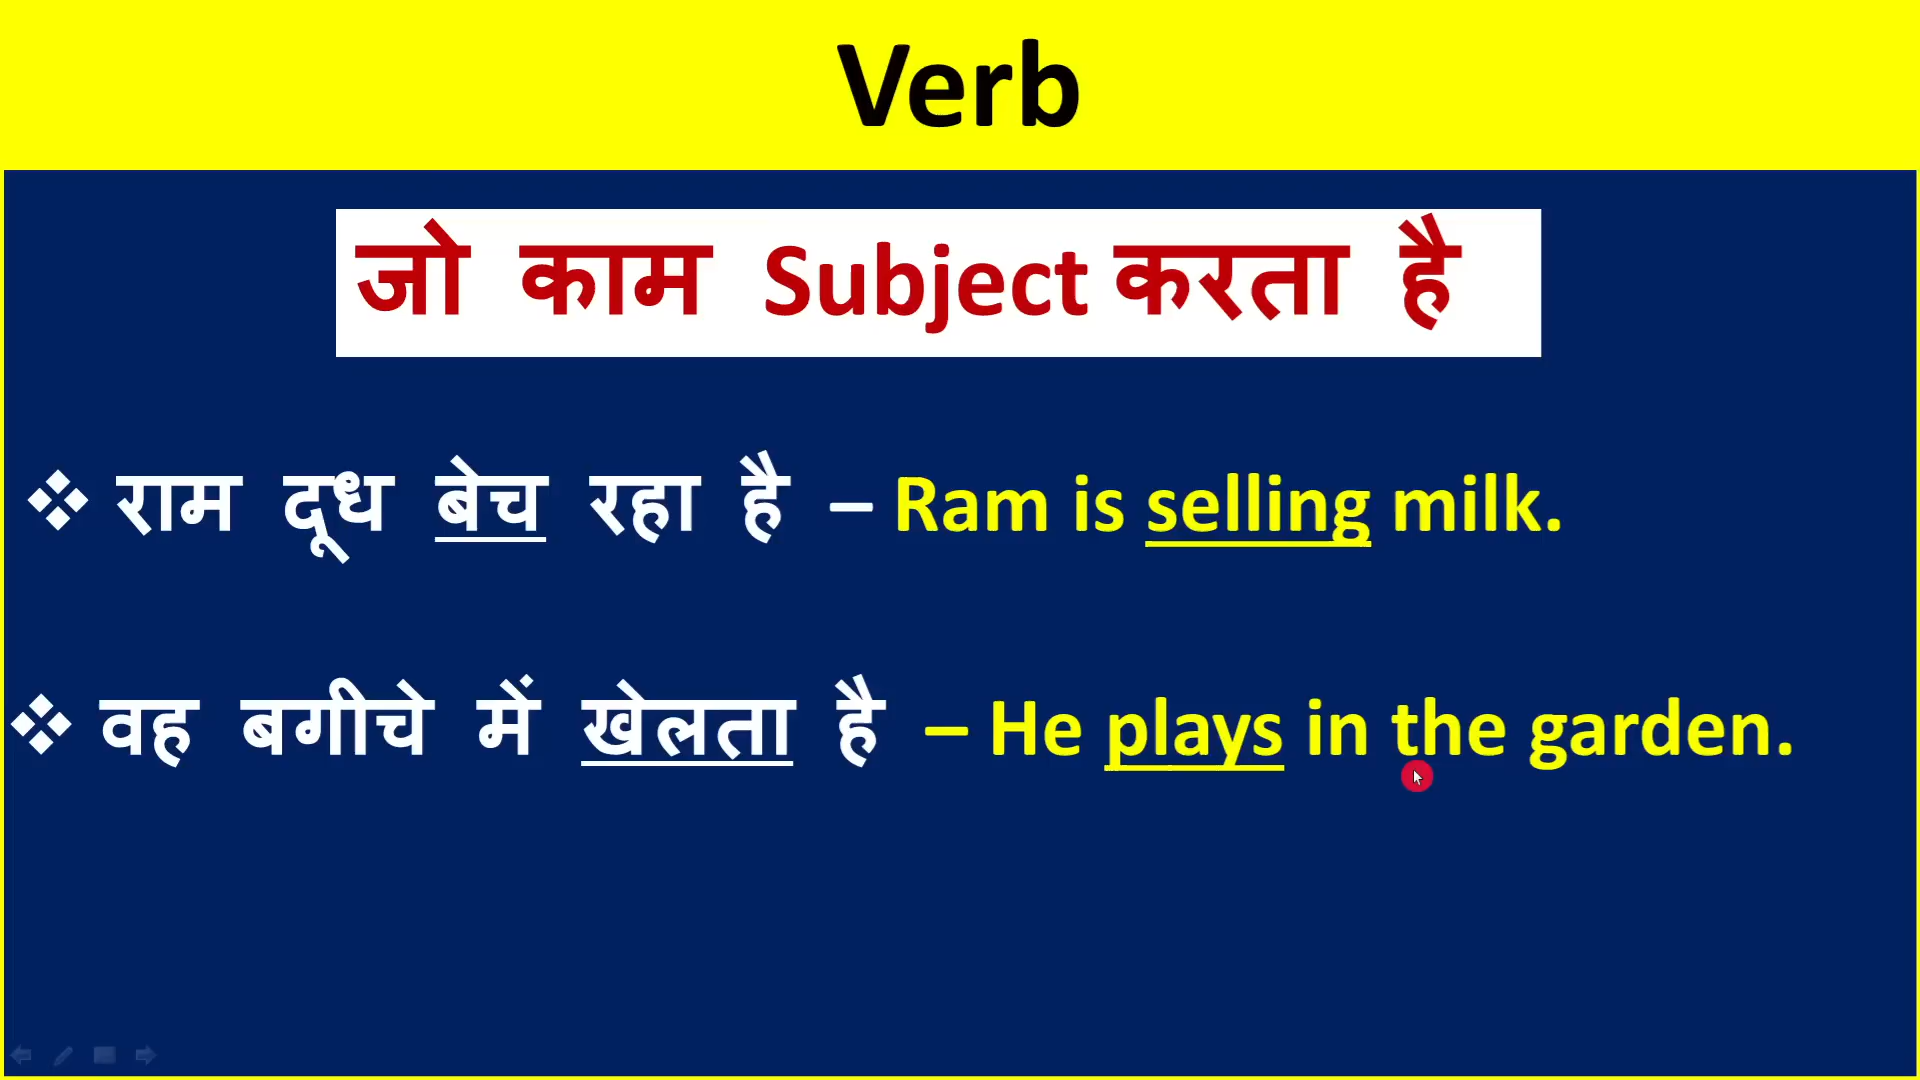 Verb
जो काम Subject करता है
❖ राम दूध बेच रहा है – Ram is selling milk.
❖ वह बगीचे में खेलता है – He plays in the garden.